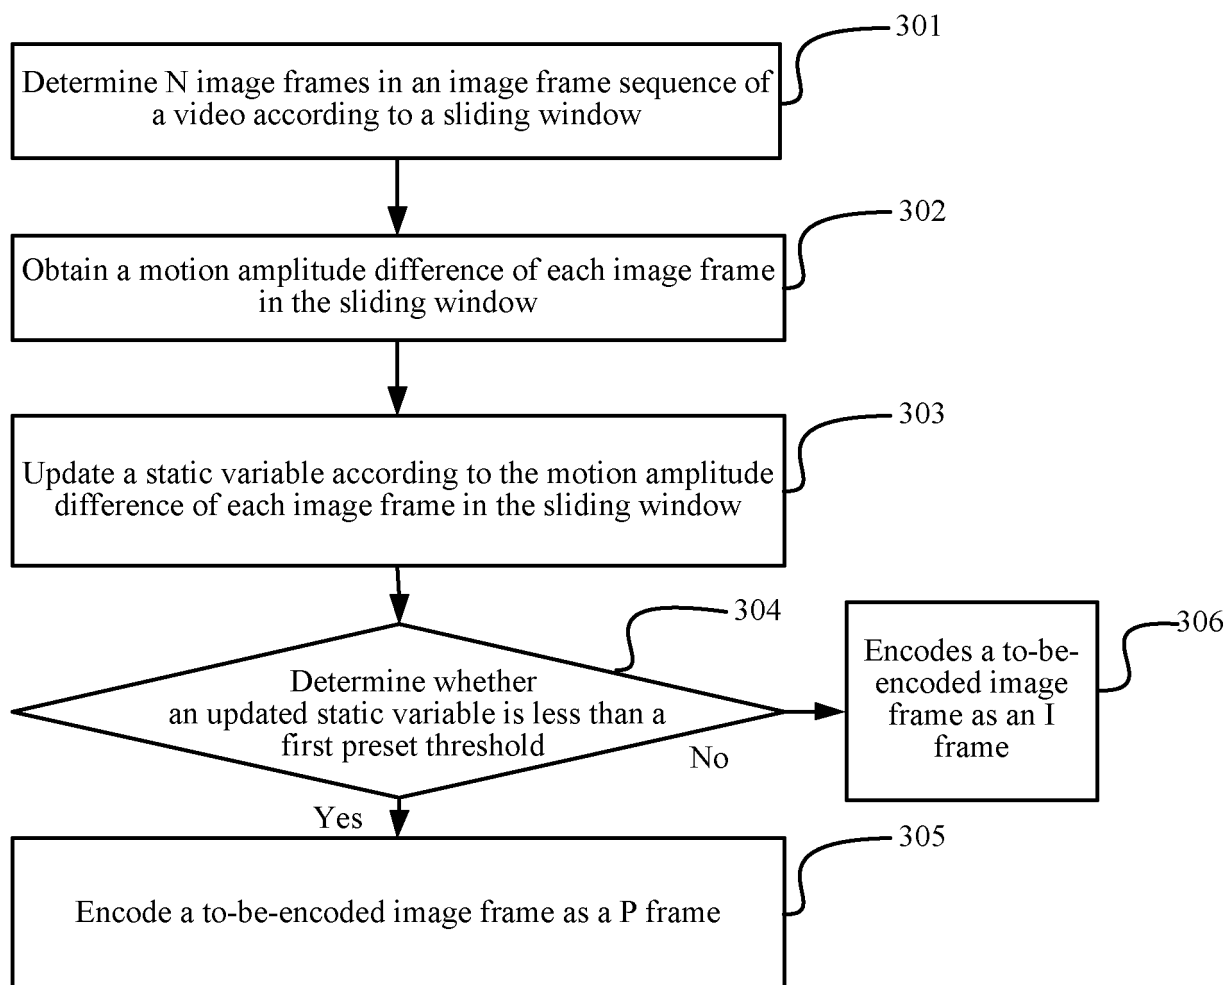 301
Determine N image frames in an image frame sequence of
a video according to a sliding window
302
Obtain a motion amplitude difference of each image frame
in the sliding window
303
Update a static variable according to the motion amplitude
difference of each image frame in the sliding window
304
Determine whether
an updated static variable is less than a
first preset threshold
No
306
Encodes a to-be-
encoded image
frame as an I
frame
Yes
305
Encode a to-be-encoded image frame as a P frame